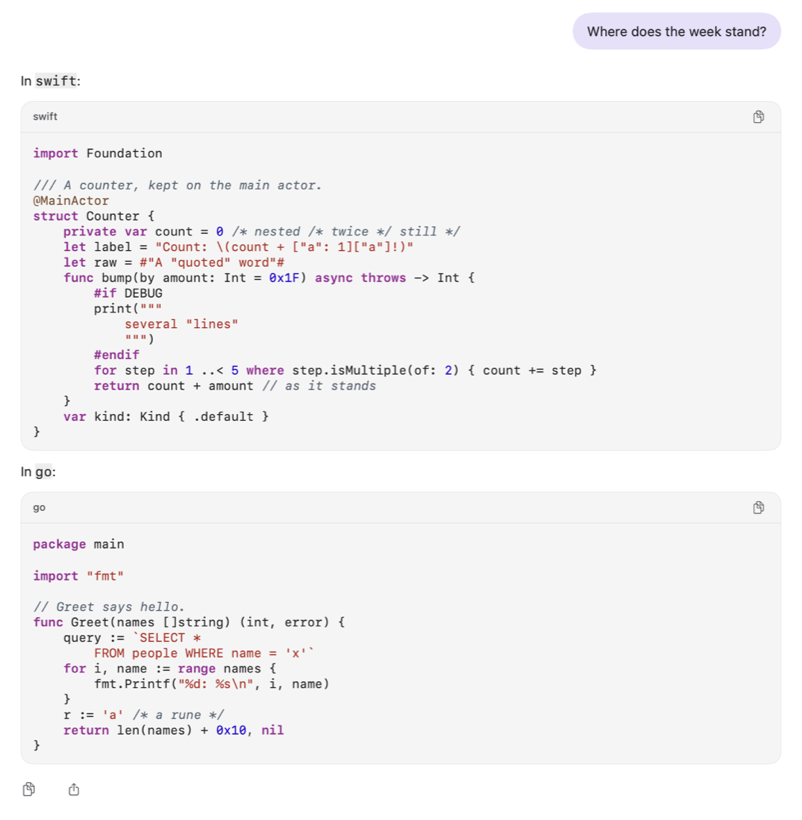 Where does the week stand?
In swift:
swift
import Foundation
/// A counter, kept on the main actor.
@MainActor
struct Counter {
    private var count = 0 /* nested /* twice */ still */
    let label = "Count: \(count + ["a": 1]["a"]!)"
    let raw = #"A "quoted" word"#
    func bump(by amount: Int = 0x1F) async throws -> Int {
        #if DEBUG
        print("""
            several "lines"
            """)
        #endif
        for step in 1 ..< 5 where step.isMultiple(of: 2) { count += step }
        return count + amount // as it stands
    }
    var kind: Kind { .default }
}
In go:
go
package main
import "fmt"
// Greet says hello.
func Greet(names []string) (int, error) {
    query := `SELECT *
        FROM people WHERE name = 'x'`
    for i, name := range names {
        fmt.Printf("%d: %s\n", i, name)
    }
    r := 'a' /* a rune */
    return len(names) + 0x10, nil
}